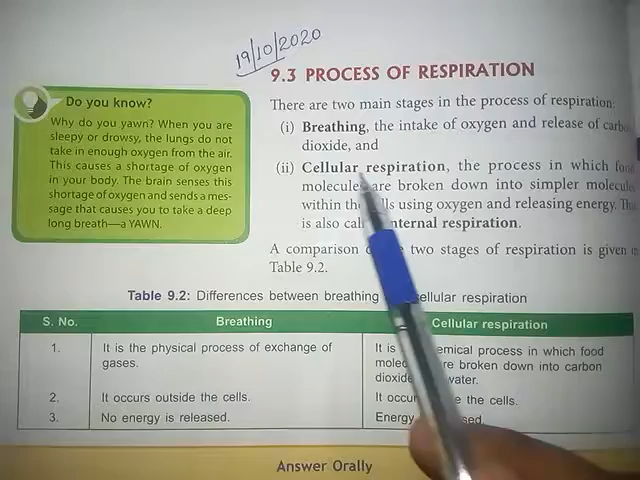 19/10/2020
9.3 PROCESS OF RESPIRATION
Do you know?
Why do you yawn? When you are
sleepy or drowsy, the lungs do not
take in enough oxygen from the air.
This causes a shortage of oxygen
in your body. The brain senses this
shortage of oxygen and sends a mes-
sage that causes you to take a deep
long breath—a YAWN.
There are two main stages in the process of respiration:
(i) Breathing, the intake of oxygen and release of carbo
dioxide, and
(ii) Cellular respiration, the process in which food
molecules are broken down into simpler molecul
within the lls using oxygen and releasing energy. Th
is also cal internal respiration.
A comparison two stages of respiration is given
Table 9.2.
Table 9.2: Differences between breathing cellular respiration
S. No. Breathing Cellular respiration
1. It is the physical process of exchange of gases. It is emical process in which food
molec re broken down into carbon
dioxide water.
2. It occurs outside the cells. It occur e the cells.
3. No energy is released. Energy sed.
Answer Orally